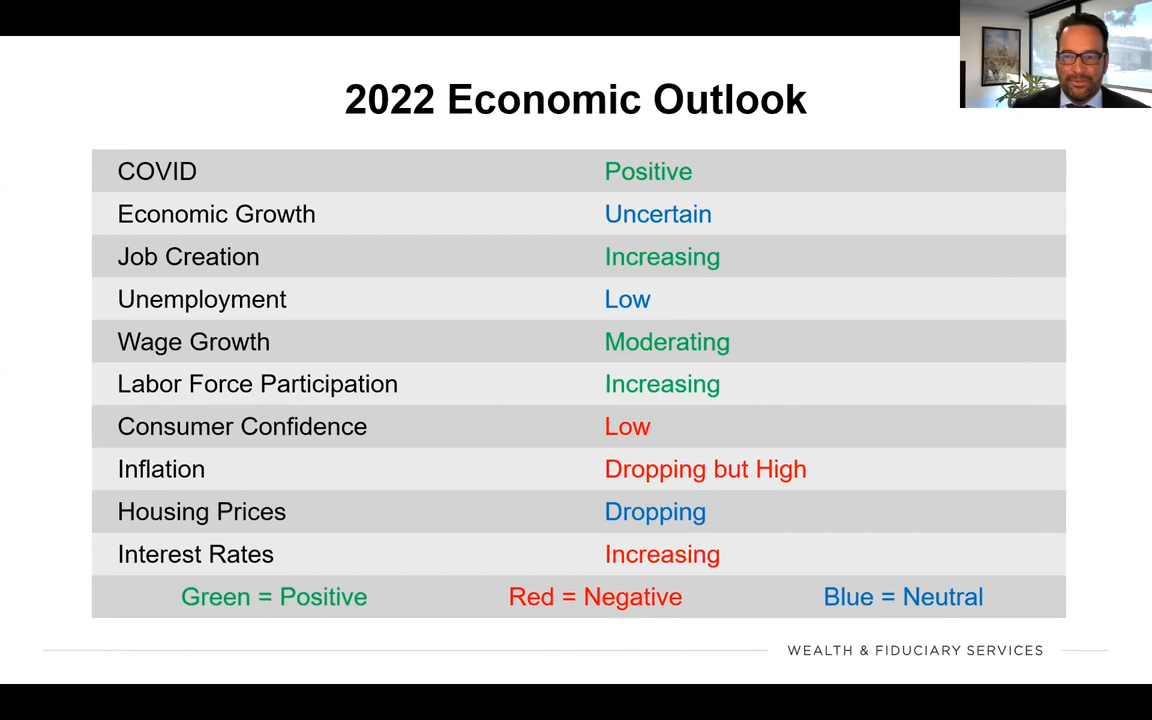 2022 Economic Outlook
COVID Positive
Economic Growth Uncertain
Job Creation Increasing
Unemployment Low
Wage Growth Moderating
Labor Force Participation Increasing
Consumer Confidence Low
Inflation Dropping but High
Housing Prices Dropping
Interest Rates Increasing
Green = Positive Red = Negative Blue = Neutral
WEALTH & FIDUCIARY SERVICES